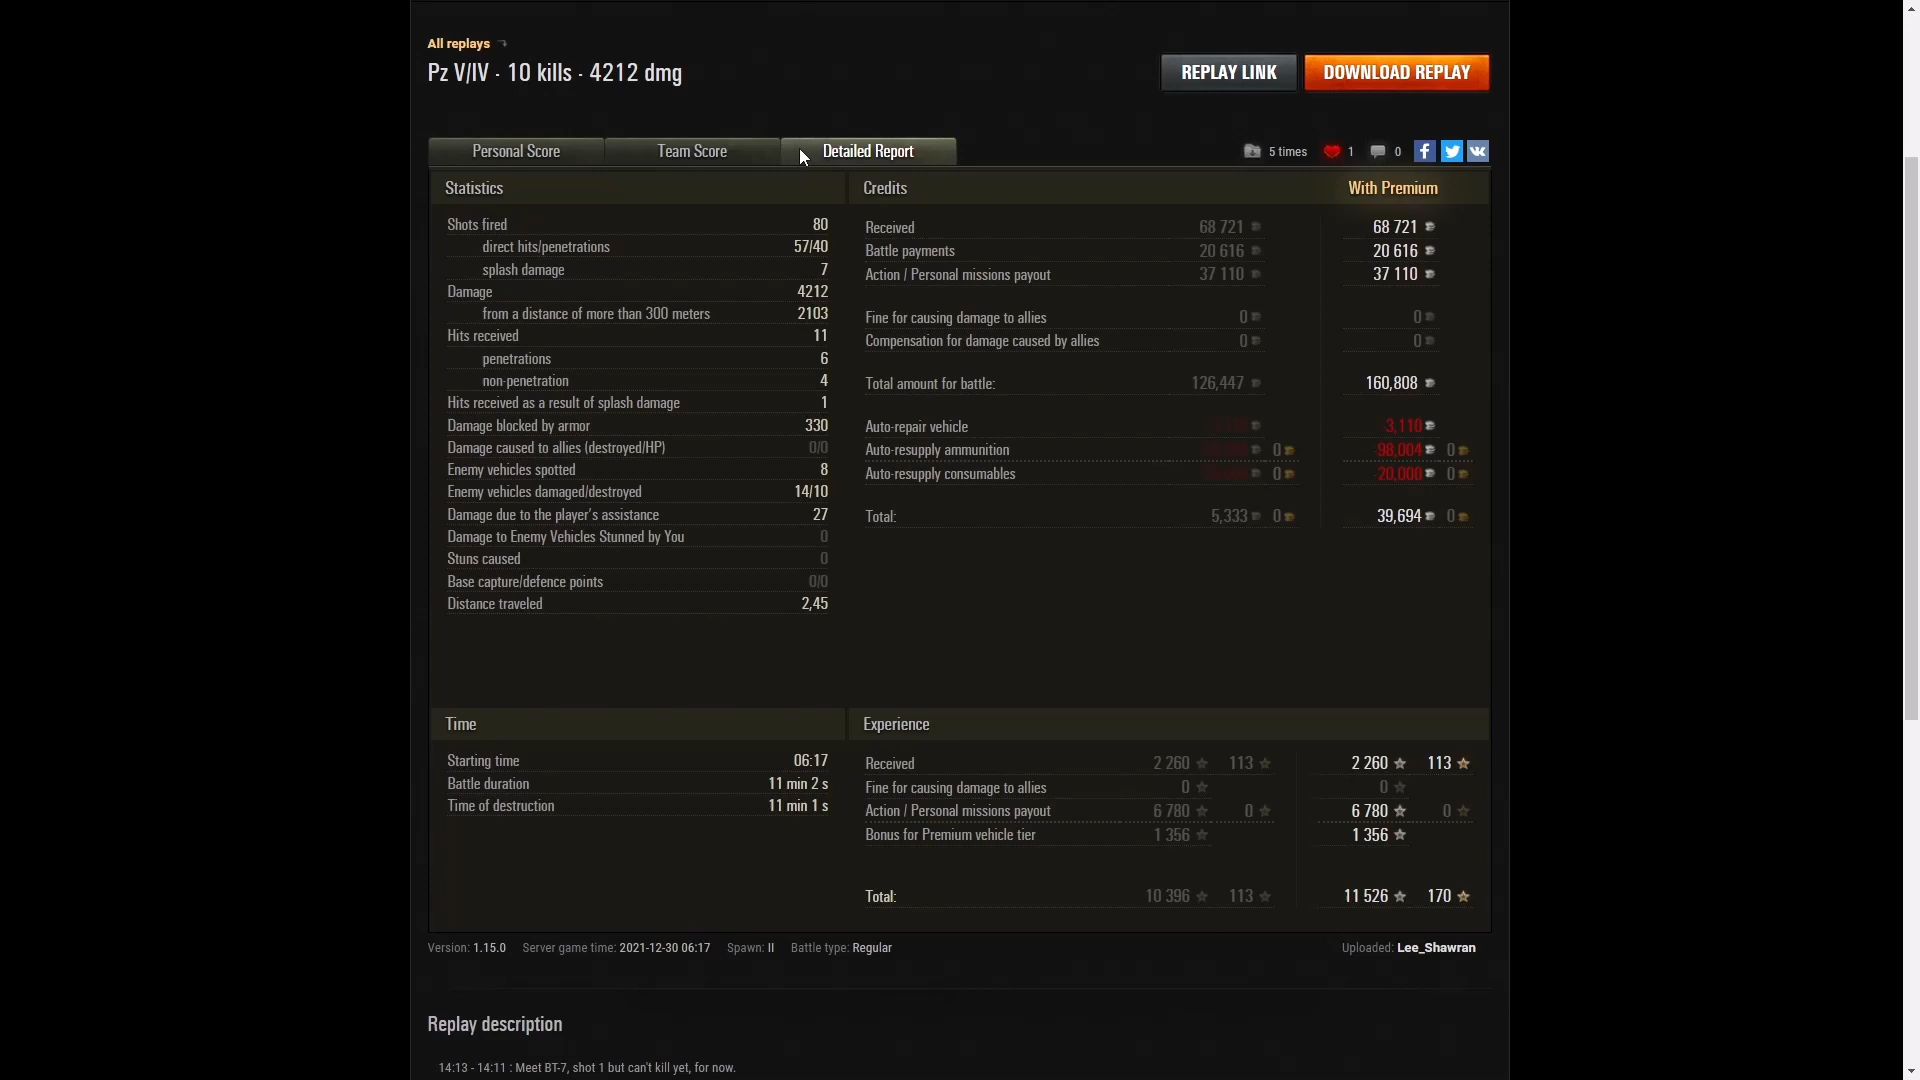 All replays
Pz V/IV - 10 kills - 4212 dmg
REPLAY LINK
DOWNLOAD REPLAY
Personal Score
Team Score
Detailed Report
5 times
1
0
Statistics
Shots fired 80
direct hits/penetrations 57/40
splash damage 7
Damage 4212
from a distance of more than 300 meters 2103
Hits received 11
penetrations 6
non-penetration 4
Hits received as a result of splash damage 1
Damage blocked by armor 330
Damage caused to allies (destroyed/HP) 0/0
Enemy vehicles spotted 8
Enemy vehicles damaged/destroyed 14/10
Damage due to the player's assistance 27
Damage to Enemy Vehicles Stunned by You 0
Stuns caused 0
Base capture/defence points 0/0
Distance traveled 2,45
Credits With Premium
Received 68 721 68 721
Battle payments 20 616 20 616
Action / Personal missions payout 37 110 37 110
Fine for causing damage to allies 0 0
Compensation for damage caused by allies 0 0
Total amount for battle: 126,447 160,808
Auto-repair vehicle -3,110
Auto-resupply ammunition 0 -98,004 0
Auto-resupply consumables 0 -20,000 0
Total: 5,333 0 39,694 0
Time
Starting time 06:17
Battle duration 11 min 2 s
Time of destruction 11 min 1 s
Experience
Received 2 260 113 2 260 113
Fine for causing damage to allies 0 0
Action / Personal missions payout 6 780 0 6 780 0
Bonus for Premium vehicle tier 1 356 1 356
Total: 10 396 113 11 526 170
Version: 1.15.0 Server game time: 2021-12-30 06:17 Spawn: II Battle type: Regular
Uploaded: Lee_Shawran
Replay description
14:13 - 14:11 : Meet BT-7, shot 1 but can't kill yet, for now.